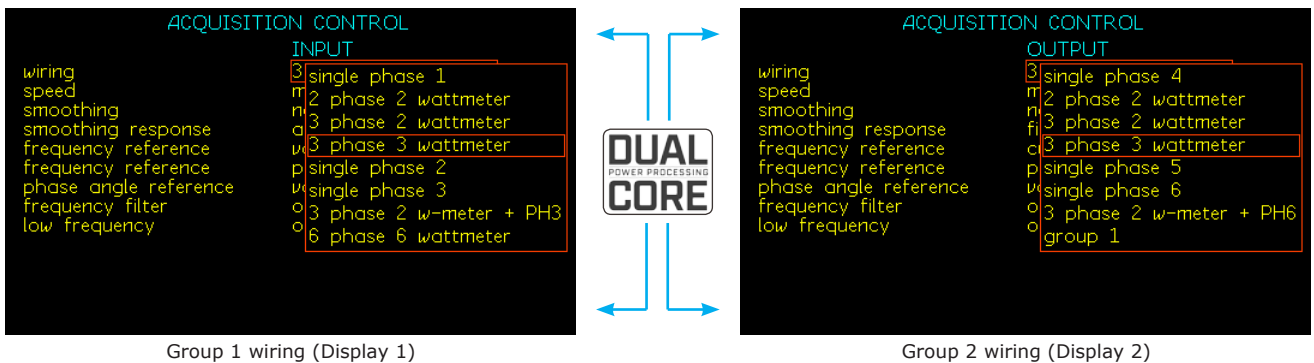 ACQUISITION CONTROL
INPUT
wiring 3
speed m
smoothing n
smoothing response a
frequency reference v
frequency reference p
phase angle reference v
frequency filter o
low frequency o
single phase 1
2 phase 2 wattmeter
3 phase 2 wattmeter
3 phase 3 wattmeter
single phase 2
single phase 3
3 phase 2 w-meter + PH3
6 phase 6 wattmeter
Group 1 wiring (Display 1)
DUAL
POWER PROCESSING
CORE
ACQUISITION CONTROL
OUTPUT
wiring 3
speed m
smoothing n
smoothing response fi
frequency reference c
frequency reference p
phase angle reference v
frequency filter o
low frequency o
single phase 4
2 phase 2 wattmeter
3 phase 2 wattmeter
3 phase 3 wattmeter
single phase 5
single phase 6
3 phase 2 w-meter + PH6
group 1
Group 2 wiring (Display 2)